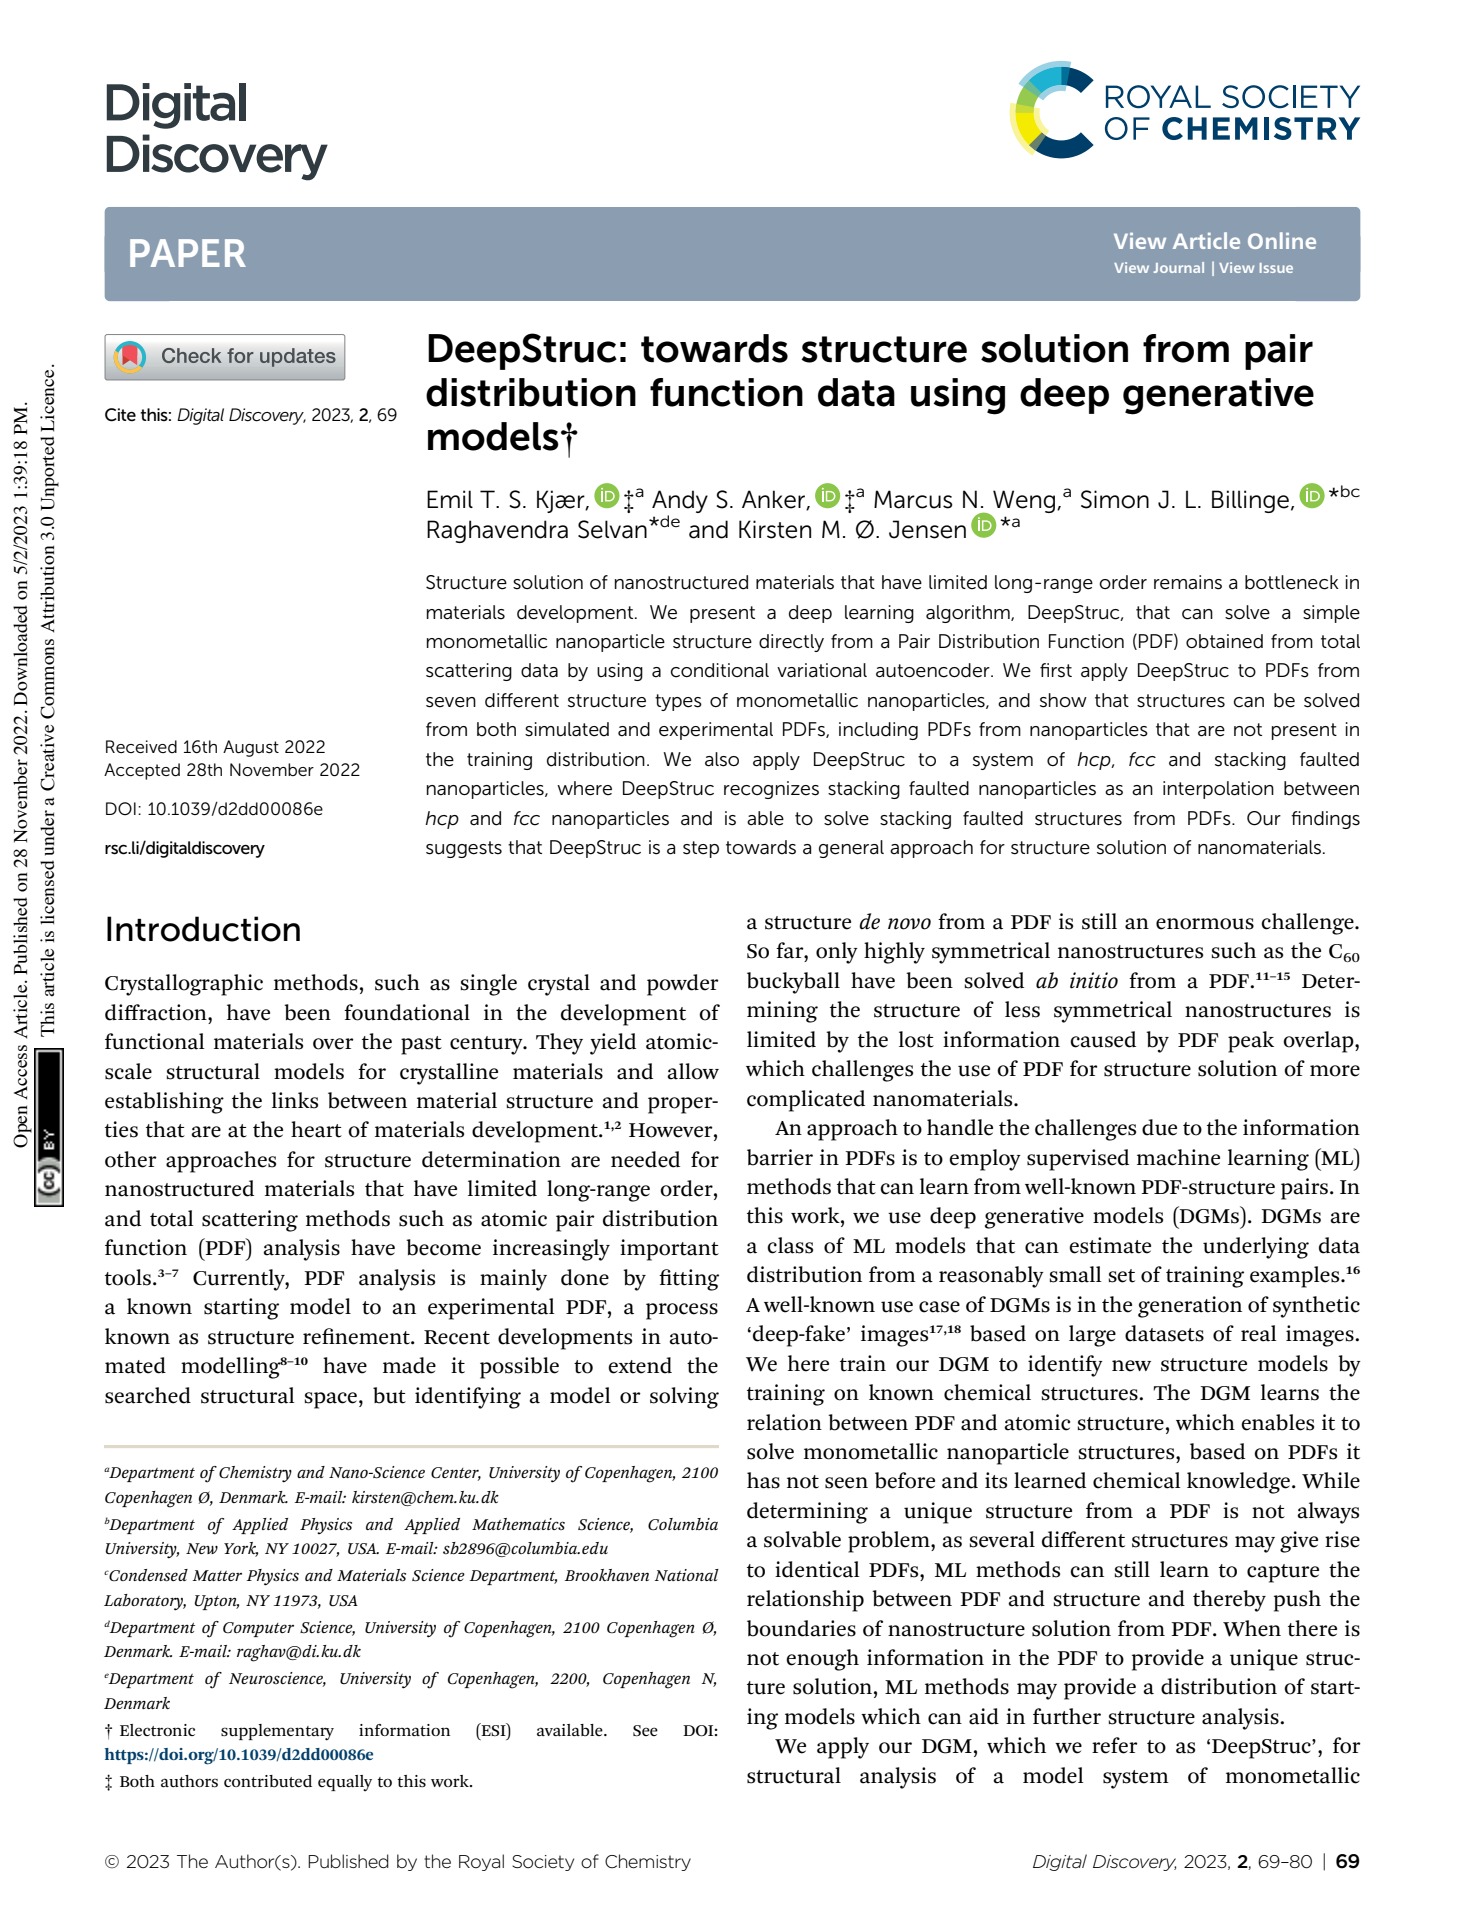 Digital
Discovery
ROYAL SOCIETY
OF CHEMISTRY
PAPER
View Article Online
View Journal | View Issue
Check for updates
Cite this: Digital Discovery, 2023, 2, 69
DeepStruc: towards structure solution from pair
distribution function data using deep generative
models†
Emil T. S. Kjær, iD ‡ᵃ Andy S. Anker, iD ‡ᵃ Marcus N. Weng,ᵃ Simon J. L. Billinge, iD *ᵇᶜ
Raghavendra Selvan*ᵈᵉ and Kirsten M. Ø. Jensen iD *ᵃ
Structure solution of nanostructured materials that have limited long-range order remains a bottleneck in
materials development. We present a deep learning algorithm, DeepStruc, that can solve a simple
monometallic nanoparticle structure directly from a Pair Distribution Function (PDF) obtained from total
scattering data by using a conditional variational autoencoder. We first apply DeepStruc to PDFs from
seven different structure types of monometallic nanoparticles, and show that structures can be solved
from both simulated and experimental PDFs, including PDFs from nanoparticles that are not present in
the training distribution. We also apply DeepStruc to a system of hcp, fcc and stacking faulted
nanoparticles, where DeepStruc recognizes stacking faulted nanoparticles as an interpolation between
hcp and fcc nanoparticles and is able to solve stacking faulted structures from PDFs. Our findings
suggests that DeepStruc is a step towards a general approach for structure solution of nanomaterials.
Received 16th August 2022
Accepted 28th November 2022
DOI: 10.1039/d2dd00086e
rsc.li/digitaldiscovery
Introduction
Crystallographic methods, such as single crystal and powder
diffraction, have been foundational in the development of
functional materials over the past century. They yield atomic-
scale structural models for crystalline materials and allow
establishing the links between material structure and proper-
ties that are at the heart of materials development.¹,² However,
other approaches for structure determination are needed for
nanostructured materials that have limited long-range order,
and total scattering methods such as atomic pair distribution
function (PDF) analysis have become increasingly important
tools.³⁻⁷ Currently, PDF analysis is mainly done by fitting
a known starting model to an experimental PDF, a process
known as structure refinement. Recent developments in auto-
mated modelling⁸⁻¹⁰ have made it possible to extend the
searched structural space, but identifying a model or solving
a structure de novo from a PDF is still an enormous challenge.
So far, only highly symmetrical nanostructures such as the C₆₀
buckyball have been solved ab initio from a PDF.¹¹⁻¹⁵ Deter-
mining the structure of less symmetrical nanostructures is
limited by the lost information caused by PDF peak overlap,
which challenges the use of PDF for structure solution of more
complicated nanomaterials.
An approach to handle the challenges due to the information
barrier in PDFs is to employ supervised machine learning (ML)
methods that can learn from well-known PDF-structure pairs. In
this work, we use deep generative models (DGMs). DGMs are
a class of ML models that can estimate the underlying data
distribution from a reasonably small set of training examples.¹⁶
A well-known use case of DGMs is in the generation of synthetic
‘deep-fake’ images¹⁷,¹⁸ based on large datasets of real images.
We here train our DGM to identify new structure models by
training on known chemical structures. The DGM learns the
relation between PDF and atomic structure, which enables it to
solve monometallic nanoparticle structures, based on PDFs it
has not seen before and its learned chemical knowledge. While
determining a unique structure from a PDF is not always
a solvable problem, as several different structures may give rise
to identical PDFs, ML methods can still learn to capture the
relationship between PDF and structure and thereby push the
boundaries of nanostructure solution from PDF. When there is
not enough information in the PDF to provide a unique struc-
ture solution, ML methods may provide a distribution of start-
ing models which can aid in further structure analysis.
We apply our DGM, which we refer to as ‘DeepStruc’, for
structural analysis of a model system of monometallic
ᵃDepartment of Chemistry and Nano-Science Center, University of Copenhagen, 2100
Copenhagen Ø, Denmark. E-mail: kirsten@chem.ku.dk
ᵇDepartment of Applied Physics and Applied Mathematics Science, Columbia
University, New York, NY 10027, USA. E-mail: sb2896@columbia.edu
ᶜCondensed Matter Physics and Materials Science Department, Brookhaven National
Laboratory, Upton, NY 11973, USA
ᵈDepartment of Computer Science, University of Copenhagen, 2100 Copenhagen Ø,
Denmark. E-mail: raghav@di.ku.dk
ᵉDepartment of Neuroscience, University of Copenhagen, 2200, Copenhagen N,
Denmark
† Electronic supplementary information (ESI) available. See DOI:
https://doi.org/10.1039/d2dd00086e
‡ Both authors contributed equally to this work.
© 2023 The Author(s). Published by the Royal Society of Chemistry
Digital Discovery, 2023, 2, 69–80 | 69
Open Access Article. Published on 28 November 2022. Downloaded on 5/2/2023 1:39:18 PM.
This article is licensed under a Creative Commons Attribution 3.0 Unported Licence.
(cc) BY